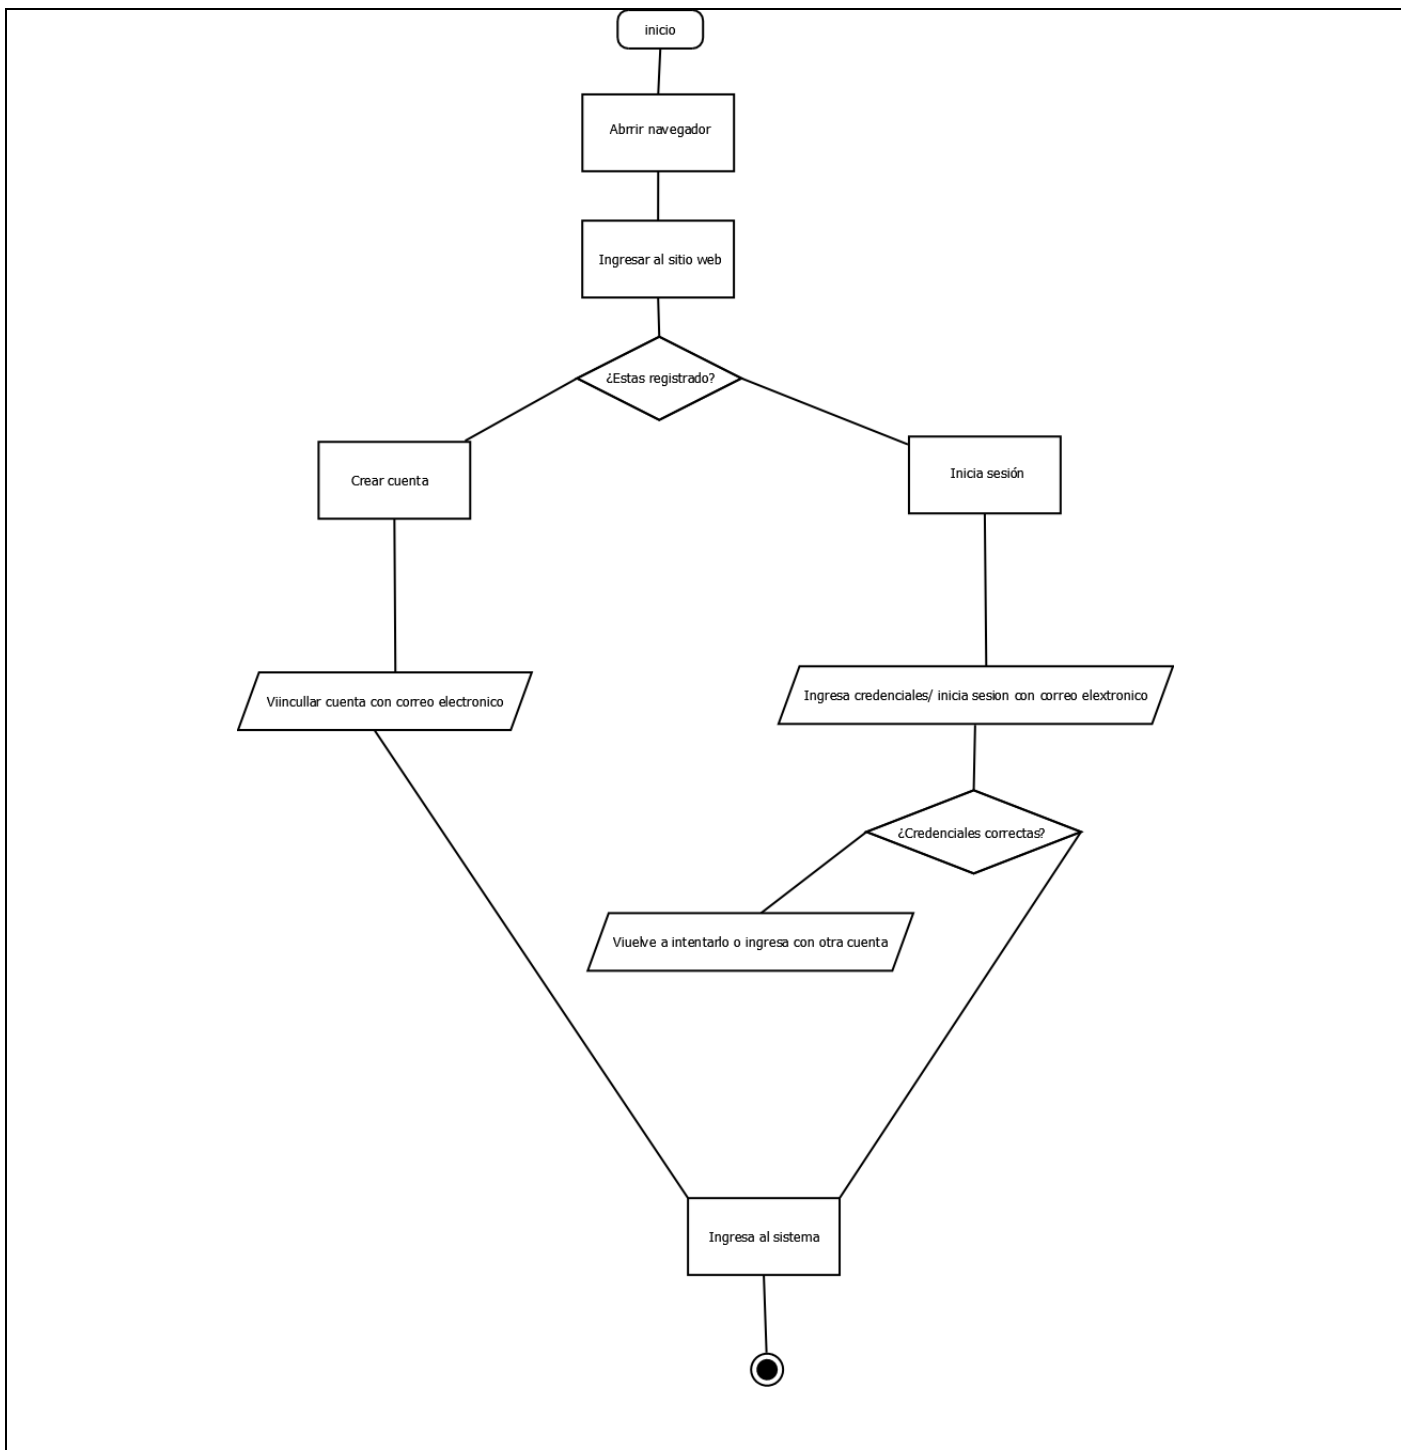 inicio
Abrrir navegador
Ingresar al sitio web
¿Estas registrado?
Crear cuenta
Inicia sesión
Viincullar cuenta con correo electronico
Ingresa credenciales/ inicia sesion con correo elextronico
¿Credenciales correctas?
Viuelve a intentarlo o ingresa con otra cuenta
Ingresa al sistema